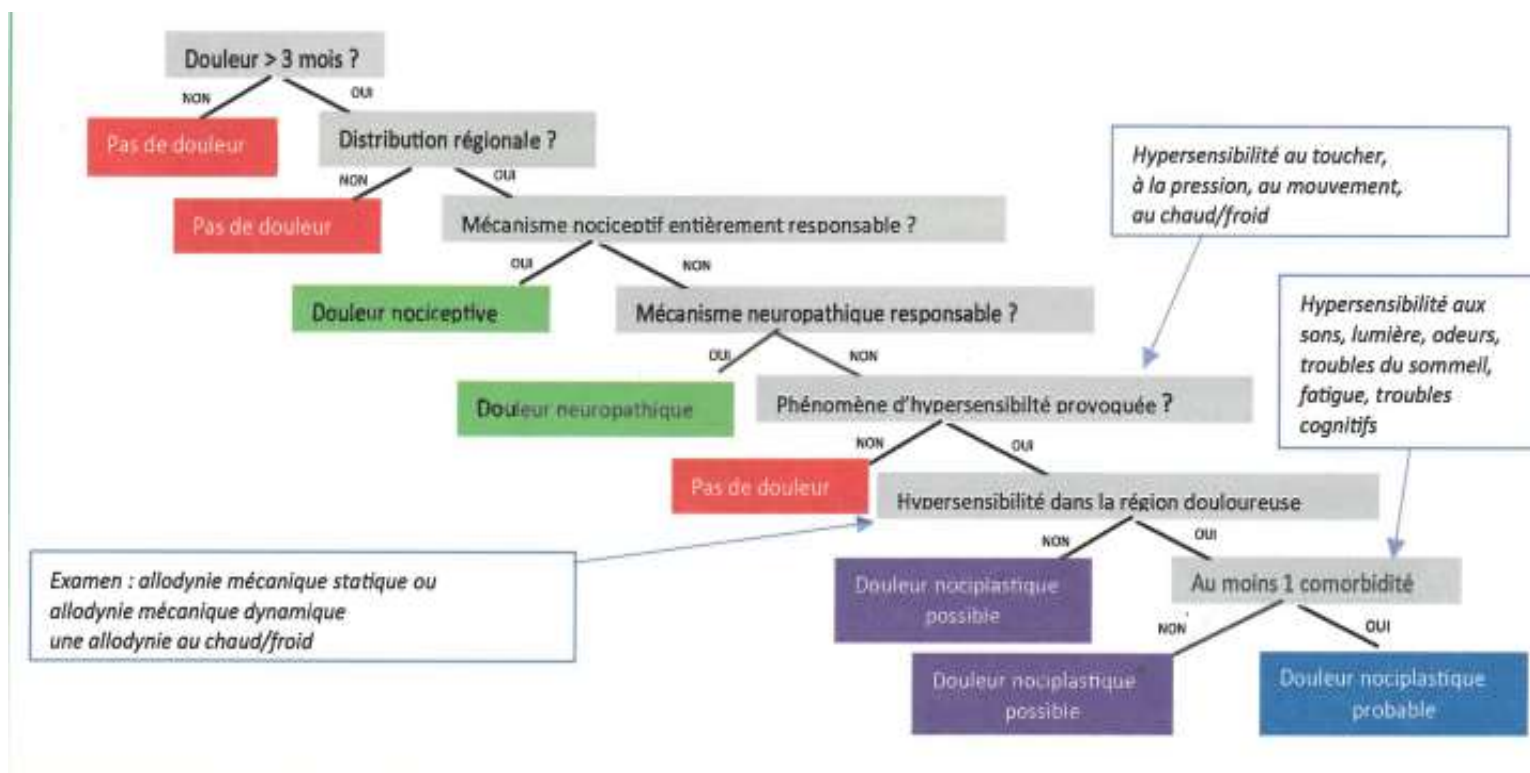 Douleur > 3 mois ?
NON
OUI
Pas de douleur
Distribution régionale ?
NON
OUI
Pas de douleur
Mécanisme nociceptif entièrement responsable ?
OUI
NON
Douleur nociceptive
Mécanisme neuropathique responsable ?
OUI
NON
Douleur neuropathique
Phénomène d'hypersensibilté provoquée ?
NON
OUI
Pas de douleur
Hypersensibilité dans la région douloureuse
NON
OUI
Douleur nociplastique
possible
Au moins 1 comorbidité
NON
OUI
Douleur nociplastique
possible
Douleur nociplastique
probable
Hypersensibilité au toucher,
à la pression, au mouvement,
au chaud/froid
Hypersensibilité aux
sons, lumière, odeurs,
troubles du sommeil,
fatigue, troubles
cognitifs
Examen : allodynie mécanique statique ou
allodynie mécanique dynamique
une allodynie au chaud/froid